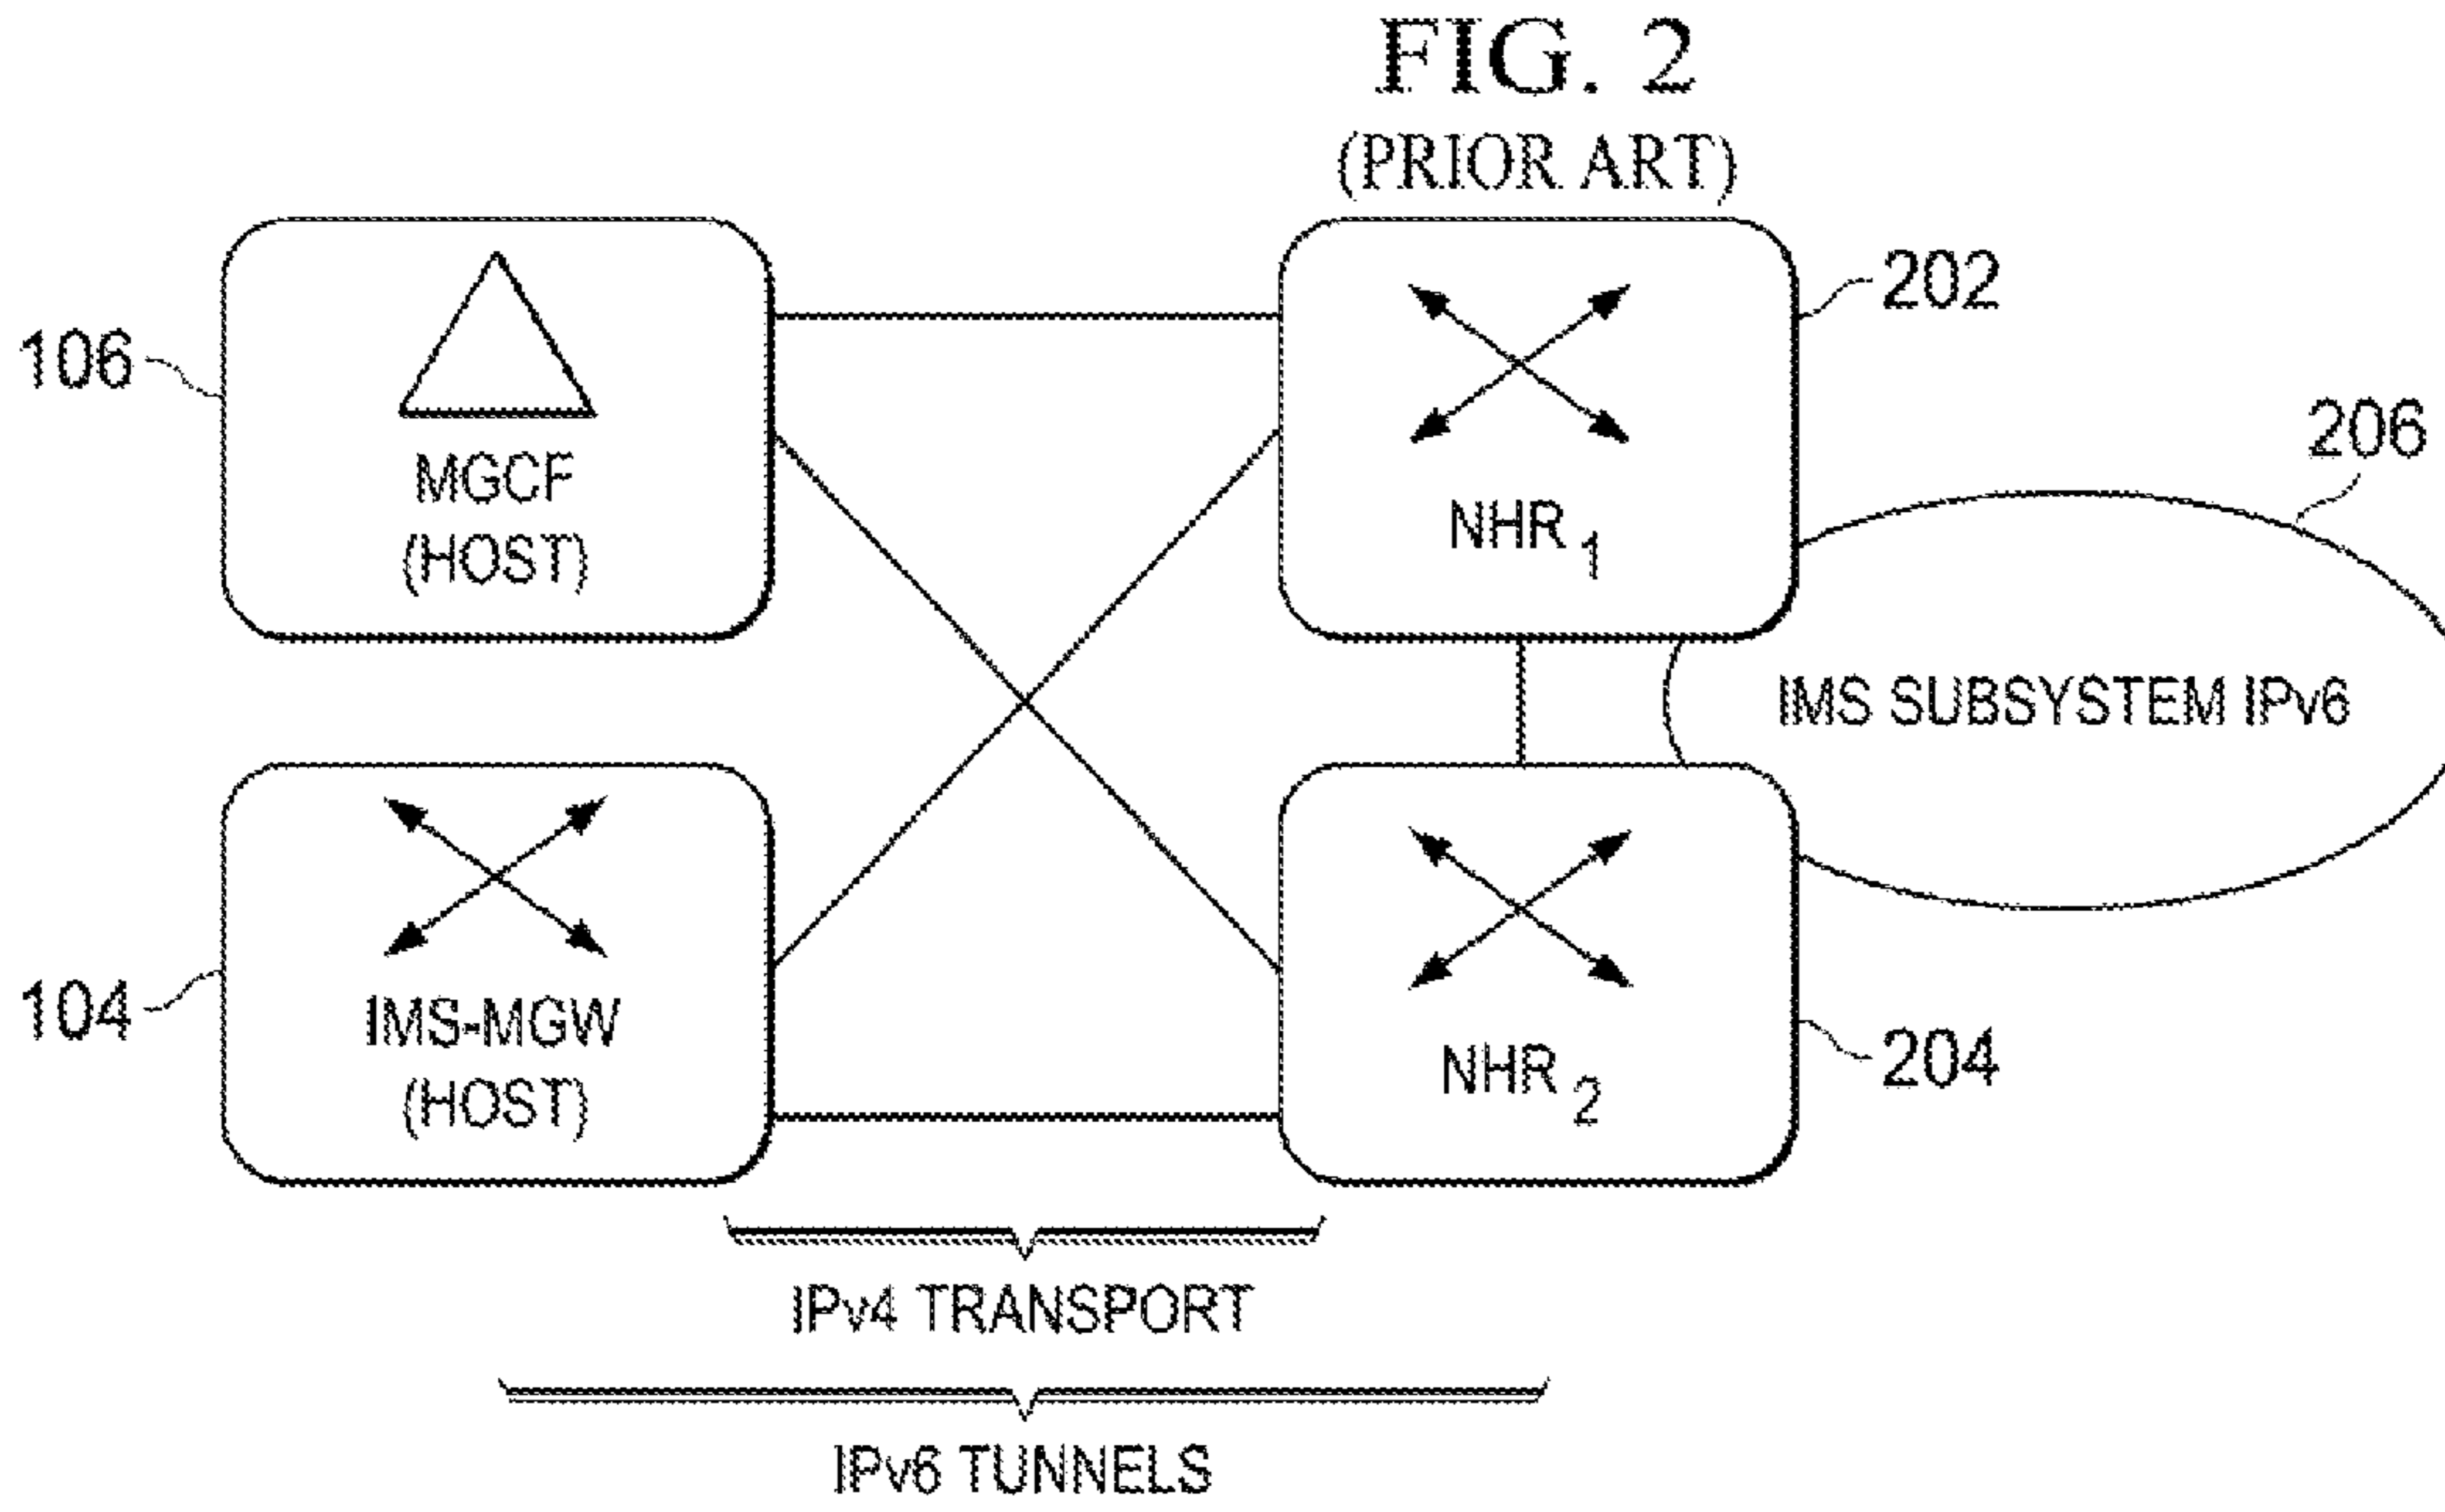 FIG. 2
(PRIOR ART)
106
MGCF
(HOST)
NHR 1
202
206
IMS SUBSYSTEM IPv6
104
IMS-MGW
(HOST)
NHR 2
204
IPv4 TRANSPORT
IPv6 TUNNELS